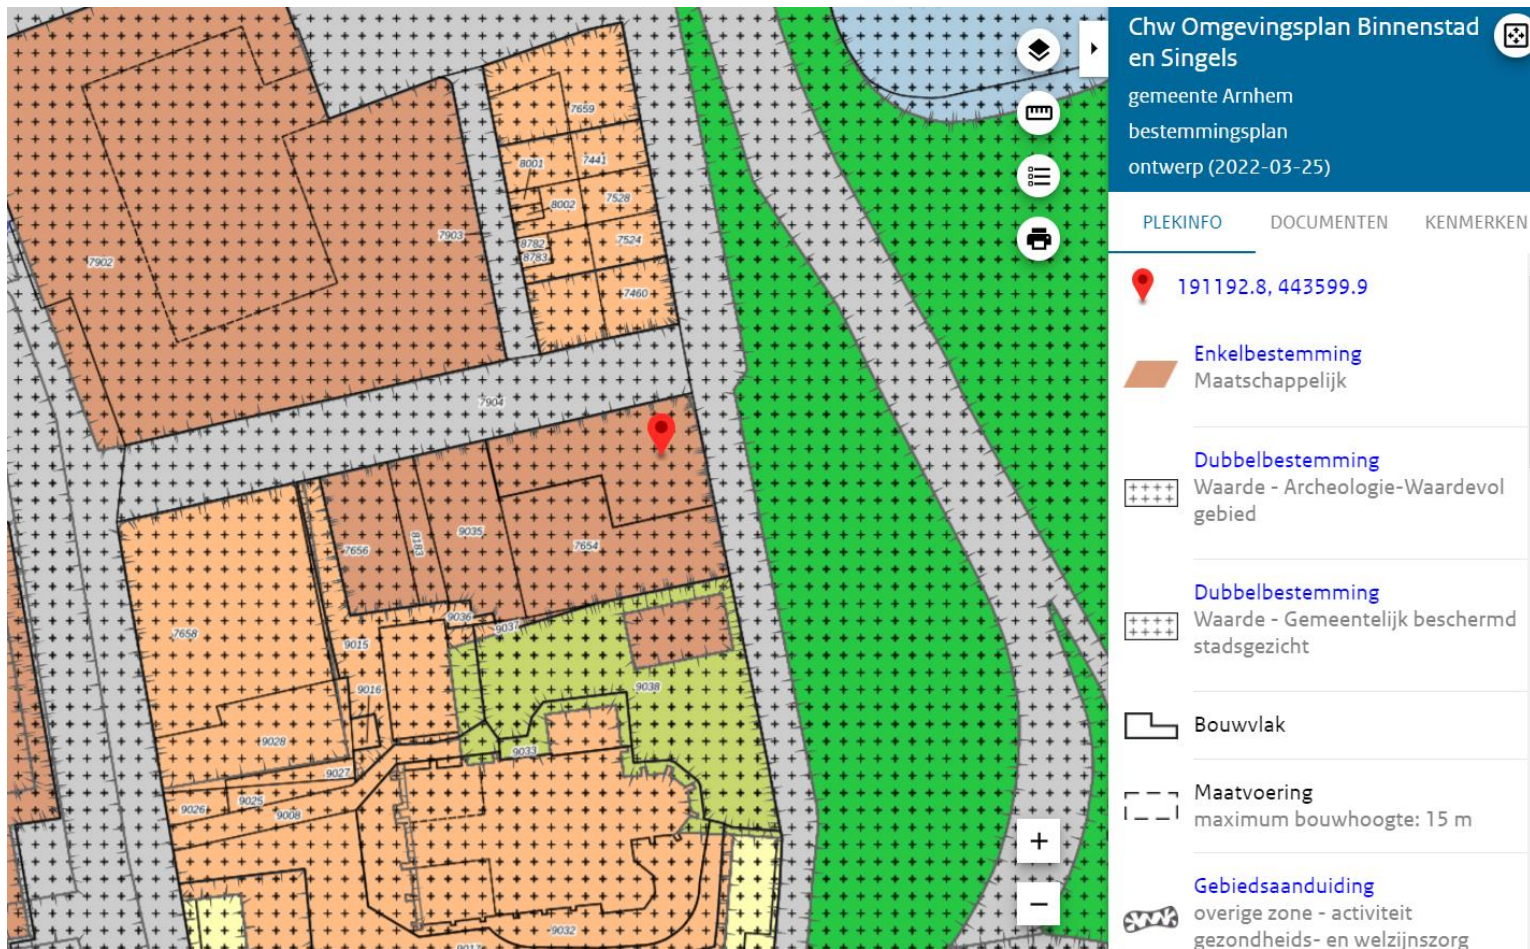 Chw Omgevingsplan Binnenstad
en Singels
gemeente Arnhem
bestemmingsplan
ontwerp (2022-03-25)
PLEKINFO DOCUMENTEN KENMERKEN
191192.8, 443599.9
Enkelbestemming
Maatschappelijk
Dubbelbestemming
Waarde - Archeologie-Waardevol
gebied
Dubbelbestemming
Waarde - Gemeentelijk beschermd
stadsgezicht
Bouwvlak
Maatvoering
maximum bouwhoogte: 15 m
Gebiedsaanduiding
overige zone - activiteit
gezondheids- en welzijnszorg
7659
8001
7441
8002
7528
7903
8782
7524
8783
7902
7460
7904
9035
8183
7656
7654
9036
9037
7658
9015
9016
9038
9028
9033
9027
9025
9026
9008
9032
9017